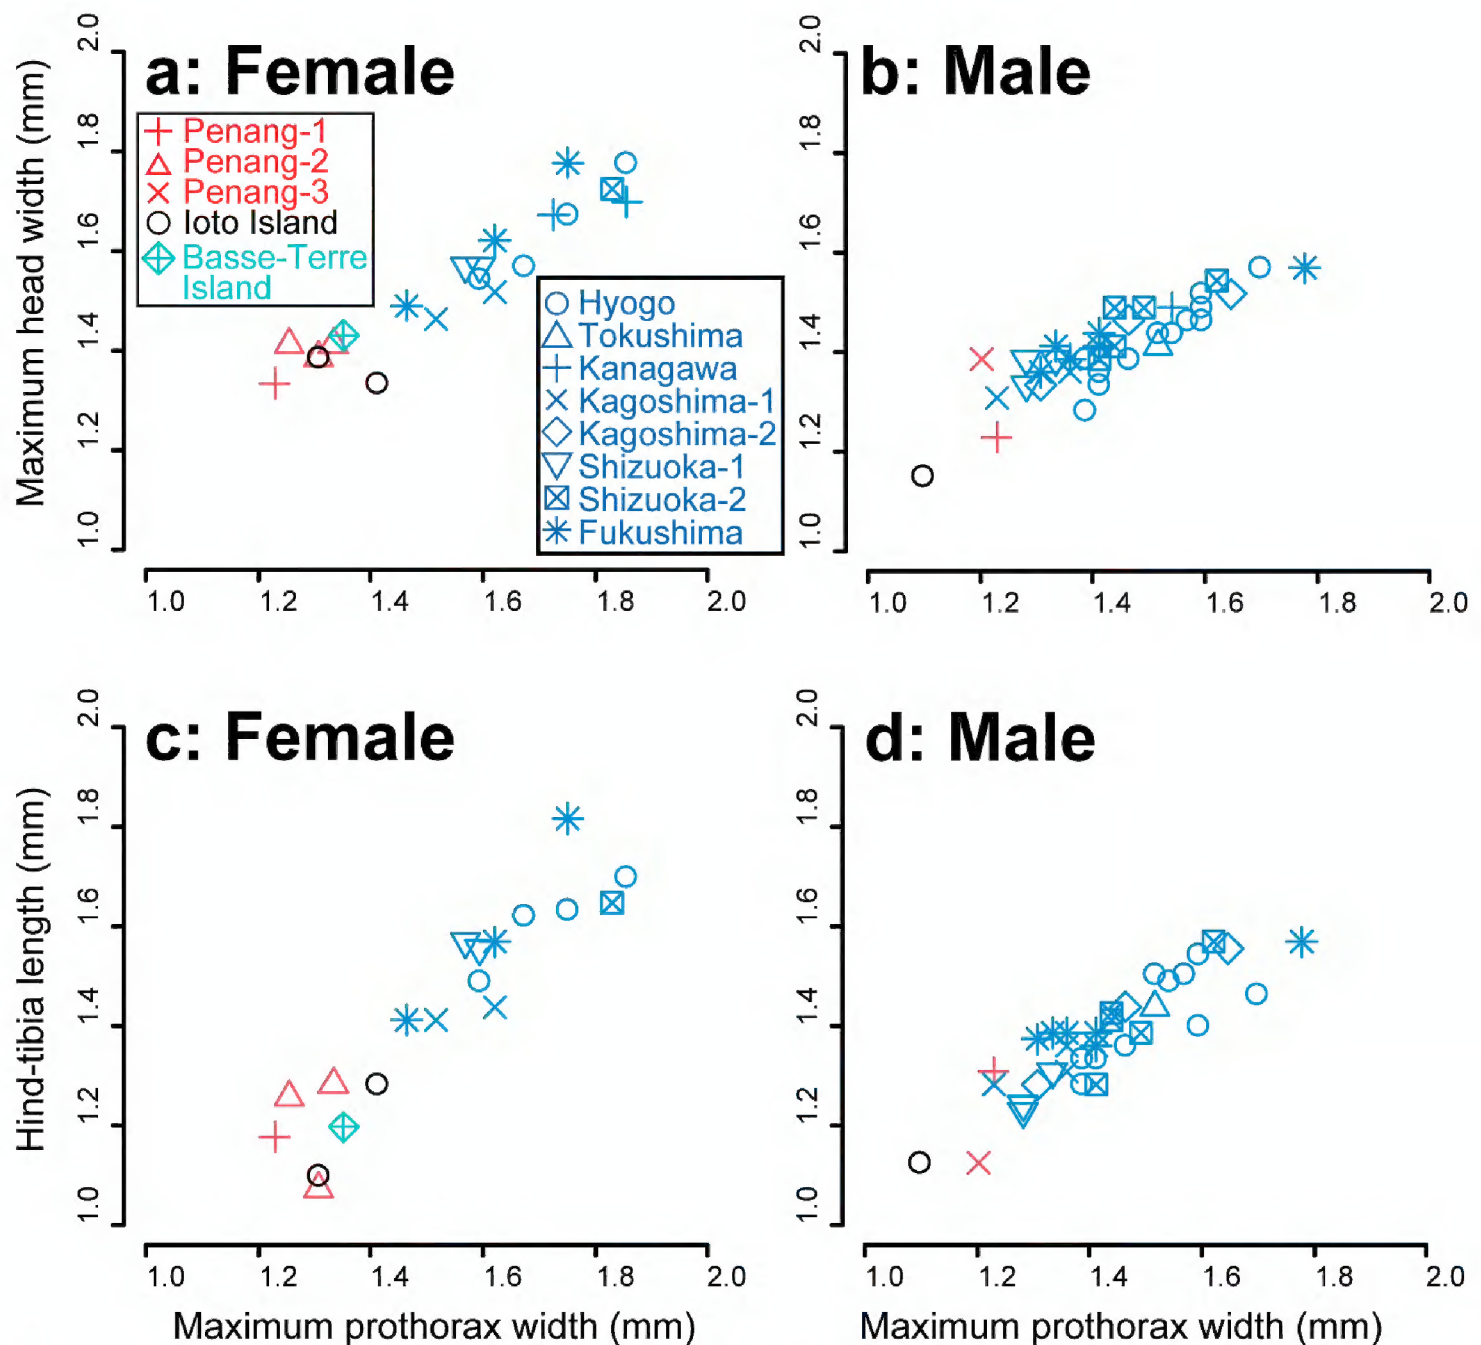 a: Female
Maximum head width (mm)
2.0
1.8
1.6
1.4
1.2
1.0
Penang-1
Penang-2
Penang-3
Ioto Island
Basse-Terre
Island
Hyogo
Tokushima
Kanagawa
Kagoshima-1
Kagoshima-2
Shizuoka-1
Shizuoka-2
Fukushima
1.0 1.2 1.4 1.6 1.8 2.0
b: Male
2.0
1.8
1.6
1.4
1.2
1.0
1.0 1.2 1.4 1.6 1.8 2.0
c: Female
Hind-tibia length (mm)
2.0
1.8
1.6
1.4
1.2
1.0
1.0 1.2 1.4 1.6 1.8 2.0
Maximum prothorax width (mm)
d: Male
2.0
1.8
1.6
1.4
1.2
1.0
1.0 1.2 1.4 1.6 1.8 2.0
Maximum prothorax width (mm)